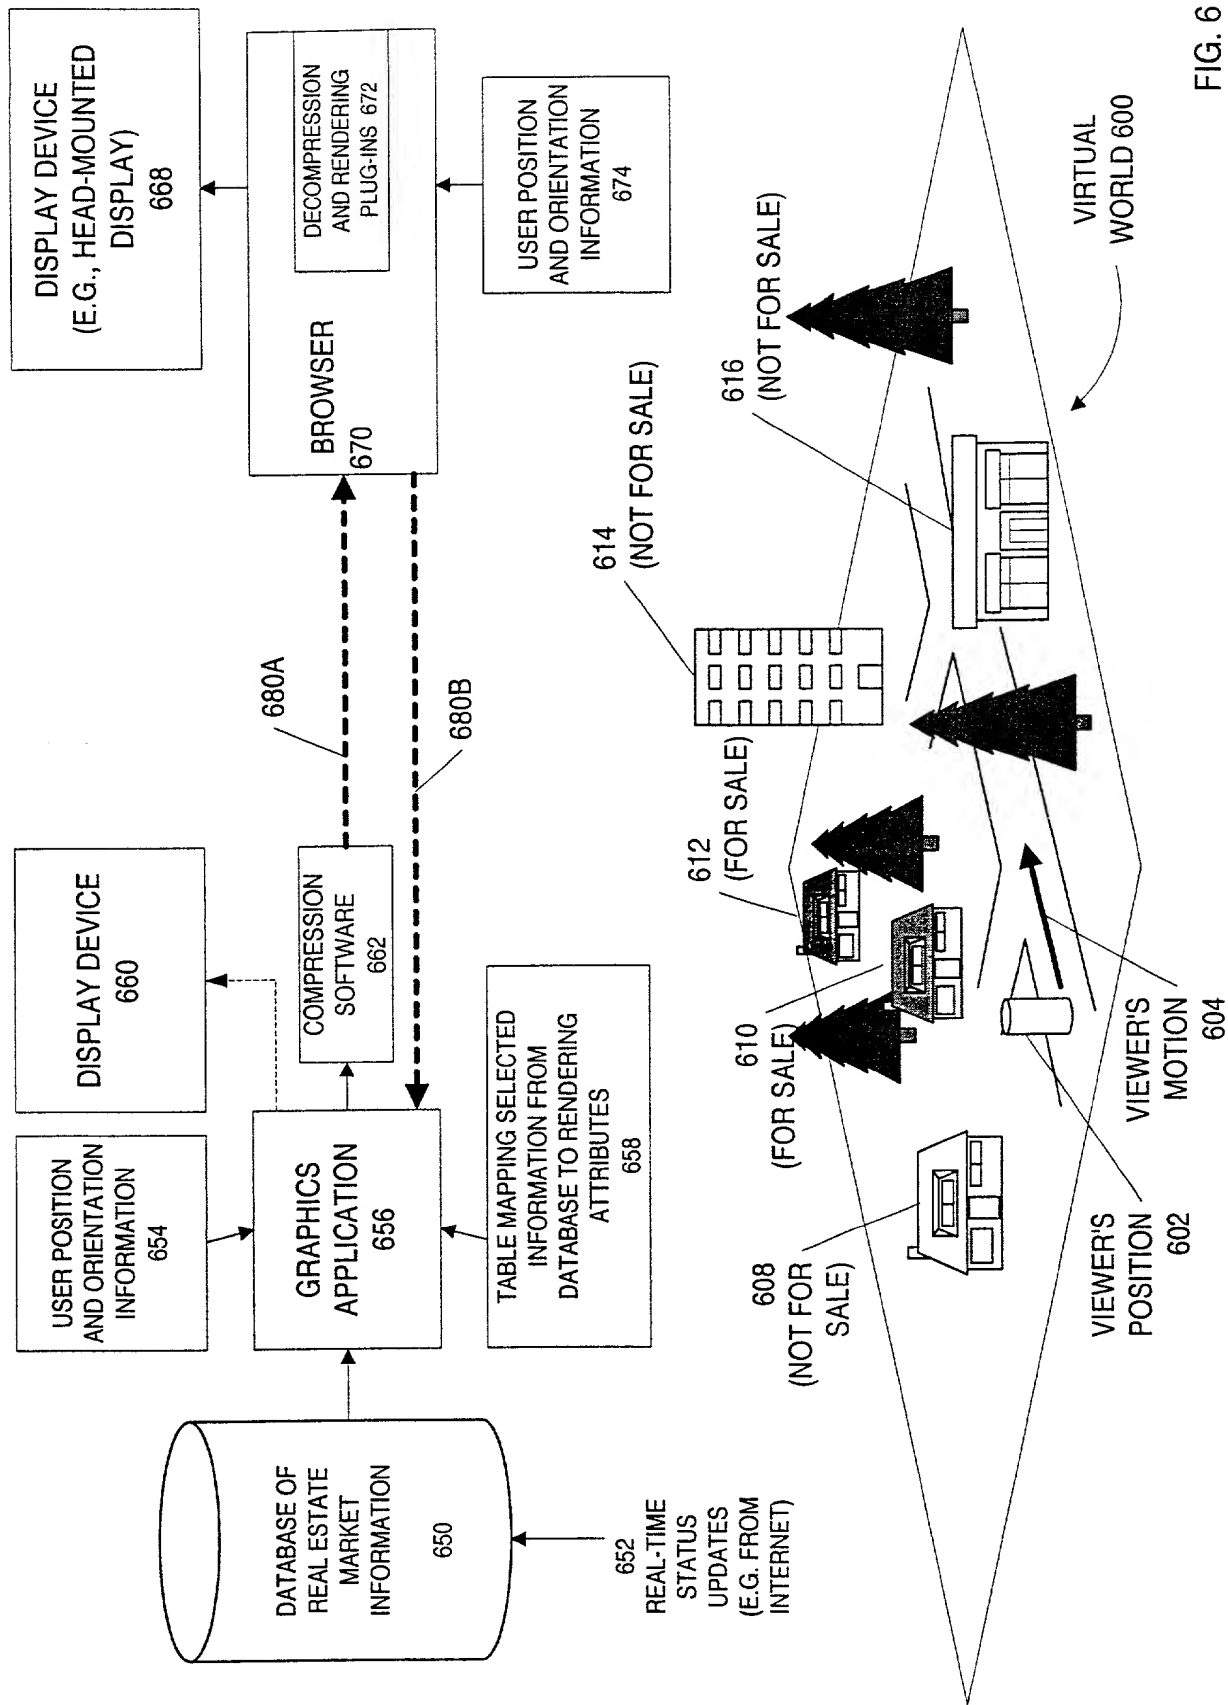 DATABASE OF
REAL ESTATE
MARKET
INFORMATION
650
652
REAL-TIME
STATUS
UPDATES
(E.G. FROM
INTERNET)
USER POSITION
AND ORIENTATION
INFORMATION
654
GRAPHICS
APPLICATION
656
TABLE MAPPING SELECTED
INFORMATION FROM
DATABASE TO RENDERING
ATTRIBUTES
658
DISPLAY DEVICE
660
COMPRESSION
SOFTWARE
662
680A
680B
DISPLAY DEVICE
(E.G., HEAD-MOUNTED
DISPLAY)
668
BROWSER
670
DECOMPRESSION
AND RENDERING
PLUG-INS 672
USER POSITION
AND ORIENTATION
INFORMATION
674
608
(NOT FOR
SALE)
610
(FOR SALE)
612
(FOR SALE)
614
(NOT FOR SALE)
616
(NOT FOR SALE)
VIEWER'S
POSITION
602
VIEWER'S
MOTION
604
VIRTUAL
WORLD 600
FIG. 6